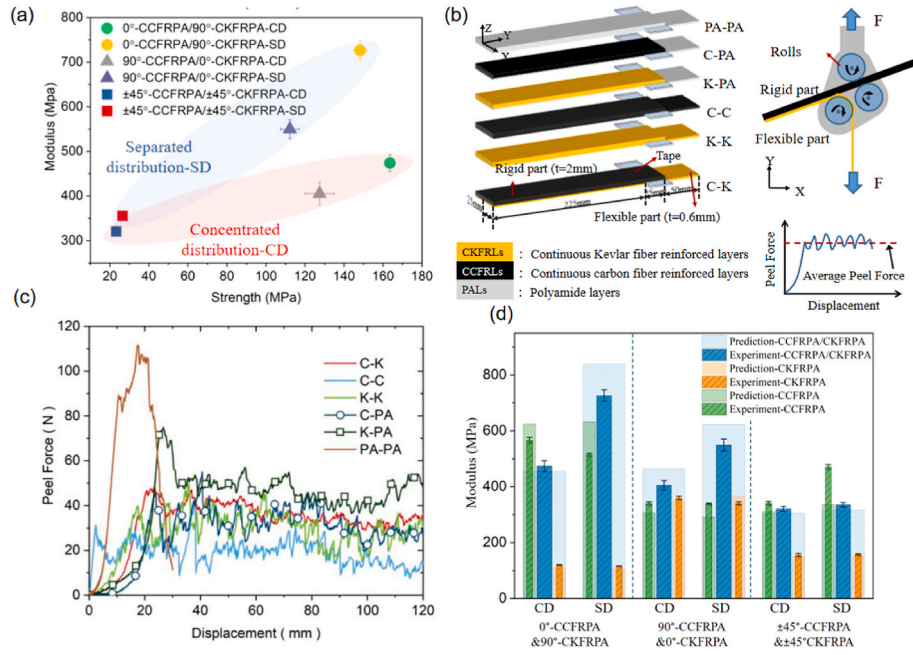 (a)
800
700
600
500
400
300
Modulus (Mpa)
0°-CCFRPA/90°-CKFRPA-CD
0°-CCFRPA/90°-CKFRPA-SD
90°-CCFRPA/0°-CKFRPA-CD
90°-CCFRPA/0°-CKFRPA-SD
±45°-CCFRPA/±45°-CKFRPA-CD
±45°-CCFRPA/±45°-CKFRPA-SD
Separated
distribution-SD
Concentrated
distribution-CD
20 40 60 80 100 120 140 160 180
Strength (MPa)
(b)
Z
Y
X
PA-PA
C-PA
K-PA
C-C
K-K
C-K
Rigid part (t=2mm)
Tape
25mm
225mm
50mm
Flexible part (t=0.6mm)
CKFRLs : Continuous Kevlar fiber reinforced layers
CCFRLs : Continuous carbon fiber reinforced layers
PALs : Polyamide layers
F
Rolls
Rigid part
Flexible part
Y
X
F
Peel Force
Average Peel Force
Displacement
(c)
120
110
100
80
60
40
20
0
Peel Force ( N )
C-K
C-C
K-K
C-PA
K-PA
PA-PA
0 20 40 60 80 100 120
Displacement ( mm )
(d)
800
600
400
200
0
Modulus (MPa)
Prediction-CCFRPA/CKFRPA
Experiment-CCFRPA/CKFRPA
Prediction-CKFRPA
Experiment-CKFRPA
Prediction-CCFRPA
Experiment-CCFRPA
CD SD CD SD CD SD
0°-CCFRPA 90°-CCFRPA ±45°-CCFRPA
&90°-CKFRPA &0°-CKFRPA &±45°CKFRPA